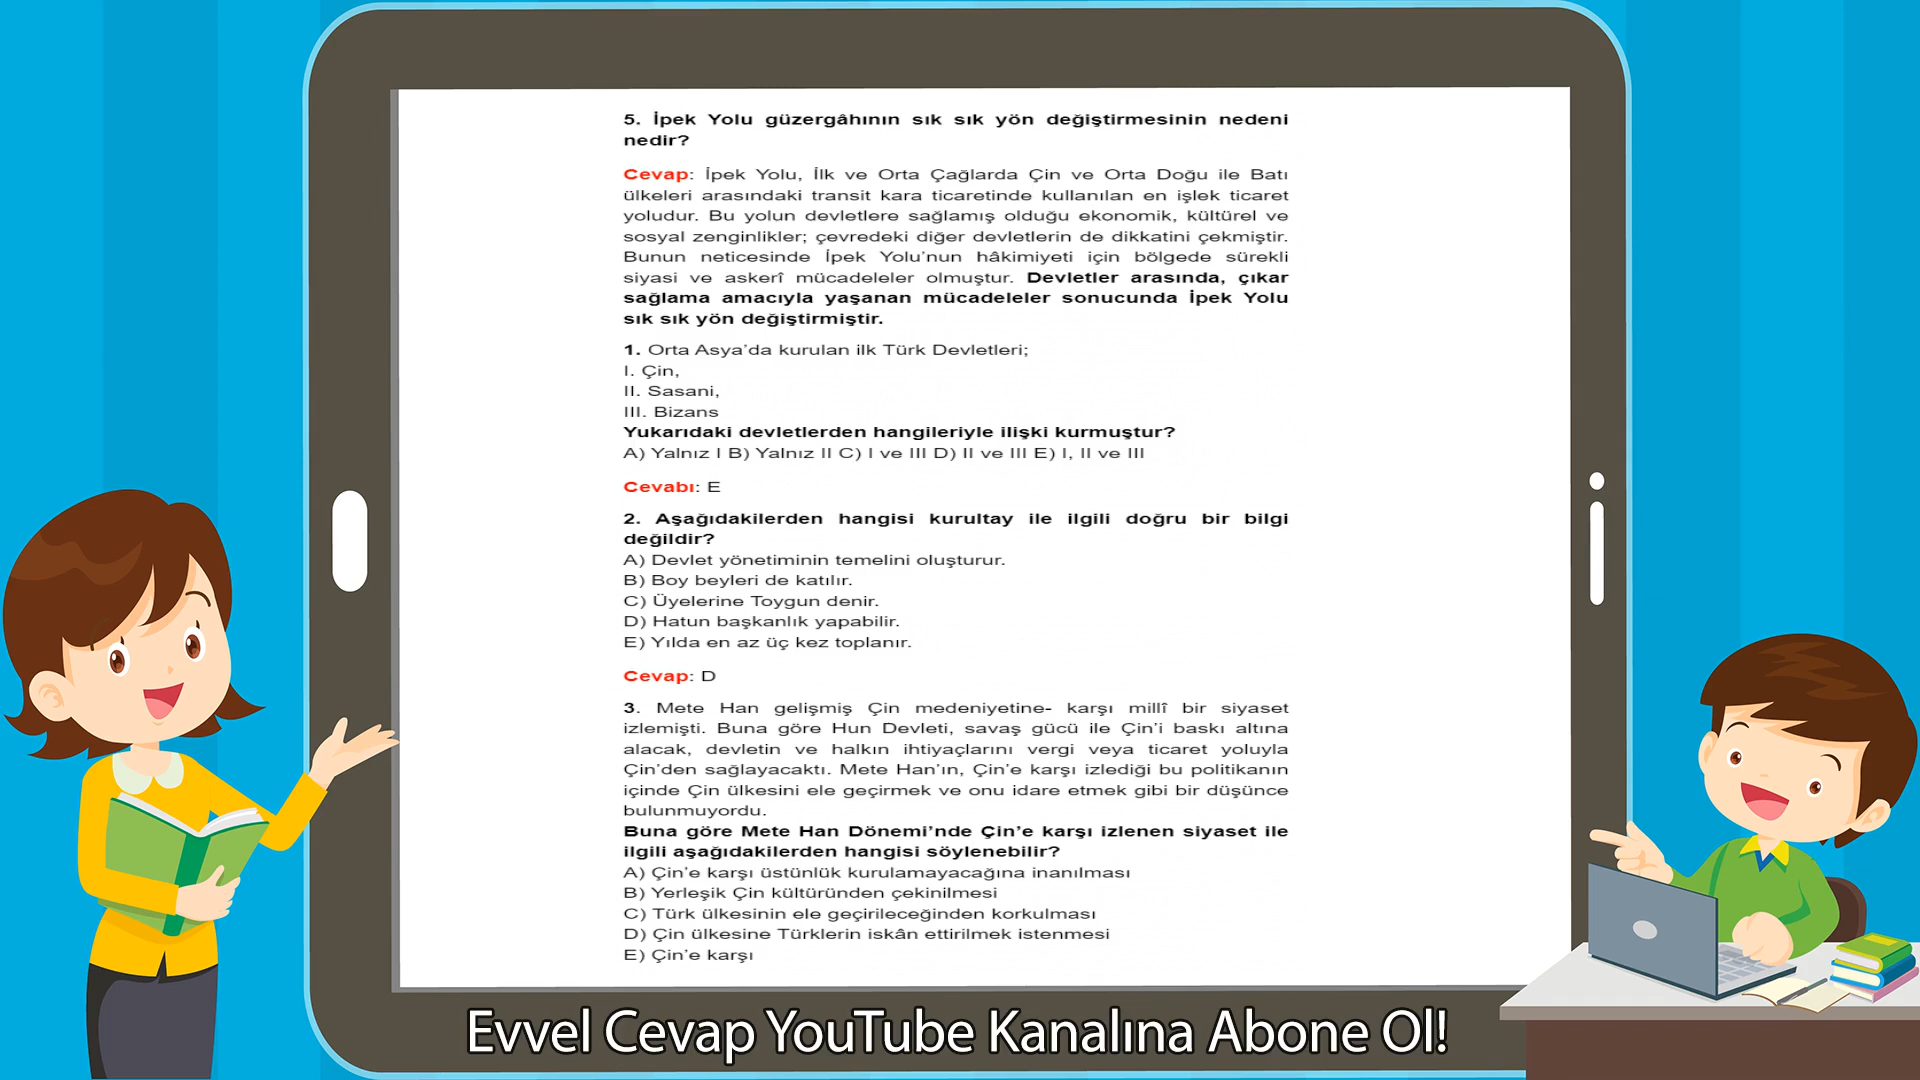 5. İpek Yolu güzergâhının sık sık yön değiştirmesinin nedeni
nedir?
Cevap: İpek Yolu, İlk ve Orta Çağlarda Çin ve Orta Doğu ile Batı
ülkeleri arasındaki transit kara ticaretinde kullanılan en işlek ticaret
yoludur. Bu yolun devletlere sağlamış olduğu ekonomik, kültürel ve
sosyal zenginlikler; çevredeki diğer devletlerin de dikkatini çekmiştir.
Bunun neticesinde İpek Yolu'nun hâkimiyeti için bölgede sürekli
siyasi ve askerî mücadeleler olmuştur. Devletler arasında, çıkar
sağlama amacıyla yaşanan mücadeleler sonucunda İpek Yolu
sık sık yön değiştirmiştir.
1. Orta Asya'da kurulan ilk Türk Devletleri;
I. Çin,
II. Sasani,
III. Bizans
Yukarıdaki devletlerden hangileriyle ilişki kurmuştur?
A) Yalnız I B) Yalnız II C) I ve III D) II ve III E) I, II ve III
Cevabı: E
2. Aşağıdakilerden hangisi kurultay ile ilgili doğru bir bilgi
değildir?
A) Devlet yönetiminin temelini oluşturur.
B) Boy beyleri de katılır.
C) Üyelerine Toygun denir.
D) Hatun başkanlık yapabilir.
E) Yılda en az üç kez toplanır.
Cevap: D
3. Mete Han gelişmiş Çin medeniyetine- karşı millî bir siyaset
izlemişti. Buna göre Hun Devleti, savaş gücü ile Çin'i baskı altına
alacak, devletin ve halkın ihtiyaçlarını vergi veya ticaret yoluyla
Çin'den sağlayacaktı. Mete Han'ın, Çin'e karşı izlediği bu politikanın
içinde Çin ülkesini ele geçirmek ve onu idare etmek gibi bir düşünce
bulunmuyordu.
Buna göre Mete Han Dönemi'nde Çin'e karşı izlenen siyaset ile
ilgili aşağıdakilerden hangisi söylenebilir?
A) Çin'e karşı üstünlük kurulamayacağına inanılması
B) Yerleşik Çin kültüründen çekinilmesi
C) Türk ülkesinin ele geçirileceğinden korkulması
D) Çin ülkesine Türklerin iskân ettirilmek istenmesi
E) Çin'e karşı
Evvel Cevap YouTube Kanalına Abone Ol!